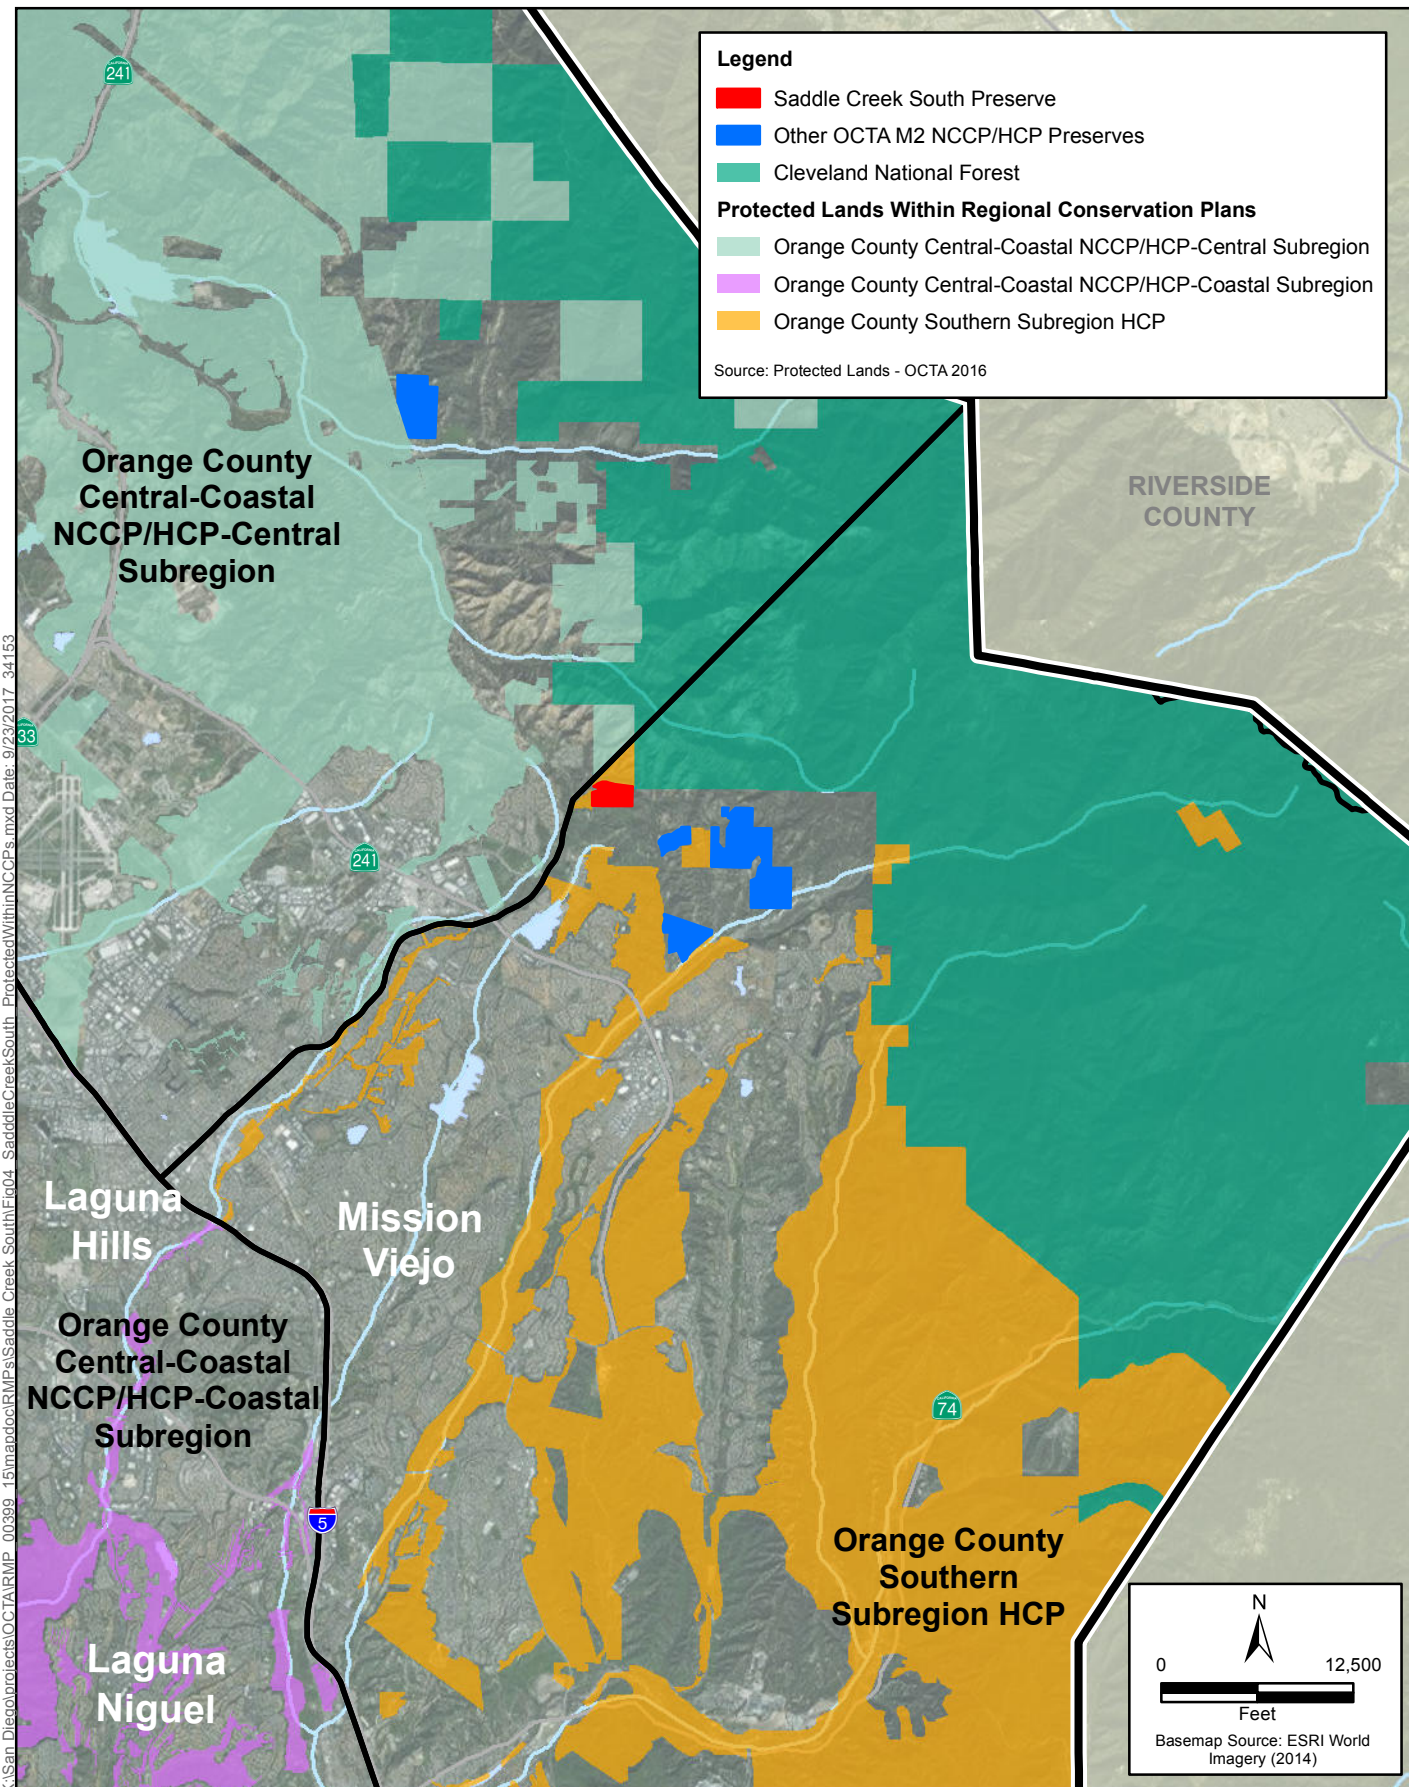 Legend
Saddle Creek South Preserve
Other OCTA M2 NCCP/HCP Preserves
Cleveland National Forest
Protected Lands Within Regional Conservation Plans
Orange County Central-Coastal NCCP/HCP-Central Subregion
Orange County Central-Coastal NCCP/HCP-Coastal Subregion
Orange County Southern Subregion HCP
Source: Protected Lands - OCTA 2016
241
Orange County
Central-Coastal
NCCP/HCP-Central
Subregion
RIVERSIDE
COUNTY
33
241
Laguna
Hills
Mission
Viejo
Orange County
Central-Coastal
NCCP/HCP-Coastal
Subregion
74
5
Orange County
Southern
Subregion HCP
Laguna
Niguel
N
0 12,500
Feet
Basemap Source: ESRI World
Imagery (2014)
K:\San Diego\projects\OCTA\RMP_00399_15\mapdoc\RMPs\Saddle Creek South\Fig04_SadddleCreekSouth_ProtectedWithinNCCPs.mxd Date: 9/23/2017 34153